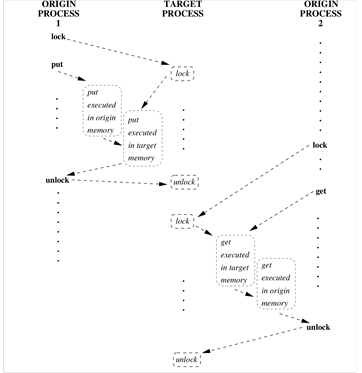 ORIGIN
PROCESS
1
TARGET
PROCESS
ORIGIN
PROCESS
2
lock
put
lock
put
executed
in origin
memory
put
executed
in target
memory
lock
unlock
unlock
get
lock
get
executed
in target
memory
get
executed
in origin
memory
unlock
unlock